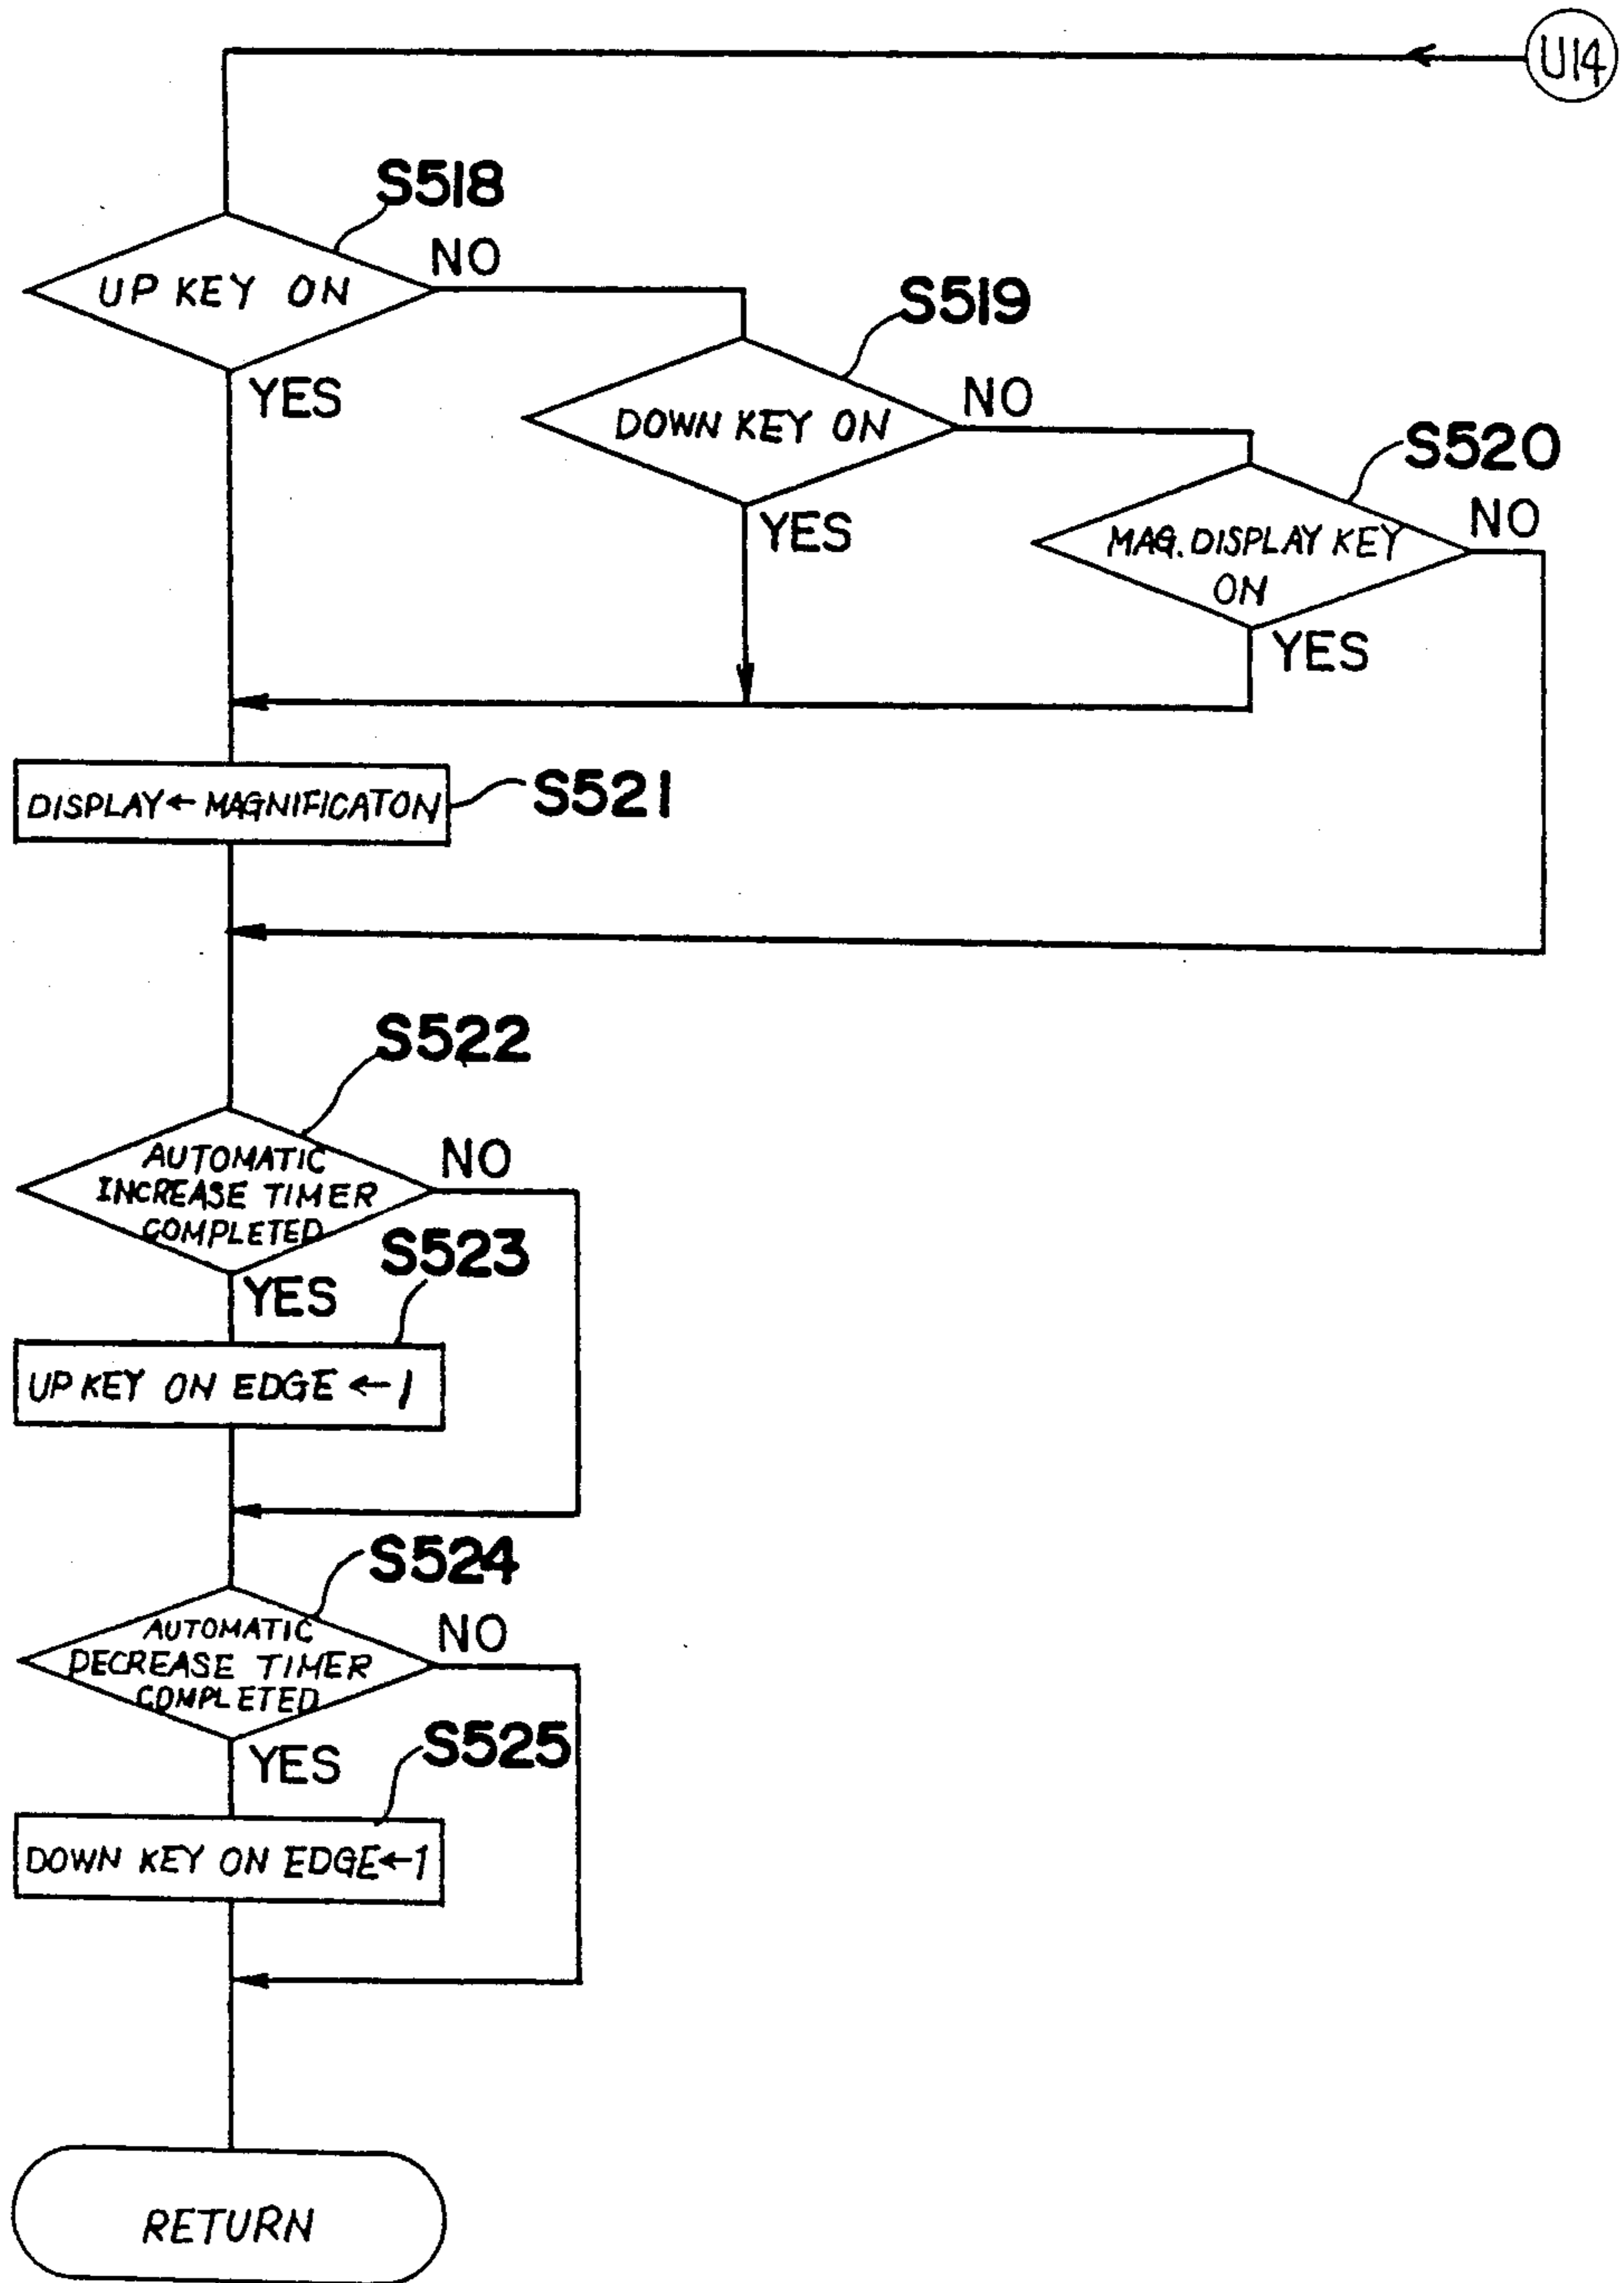 U14
S518
UP KEY ON
NO
YES
S519
DOWN KEY ON
NO
YES
S520
MAG. DISPLAY KEY
ON
NO
YES
DISPLAY ← MAGNIFICATON
S521
S522
AUTOMATIC
INCREASE TIMER
COMPLETED
NO
YES
S523
UP KEY ON EDGE ← 1
S524
AUTOMATIC
DECREASE TIMER
COMPLETED
NO
YES
S525
DOWN KEY ON EDGE ← 1
RETURN